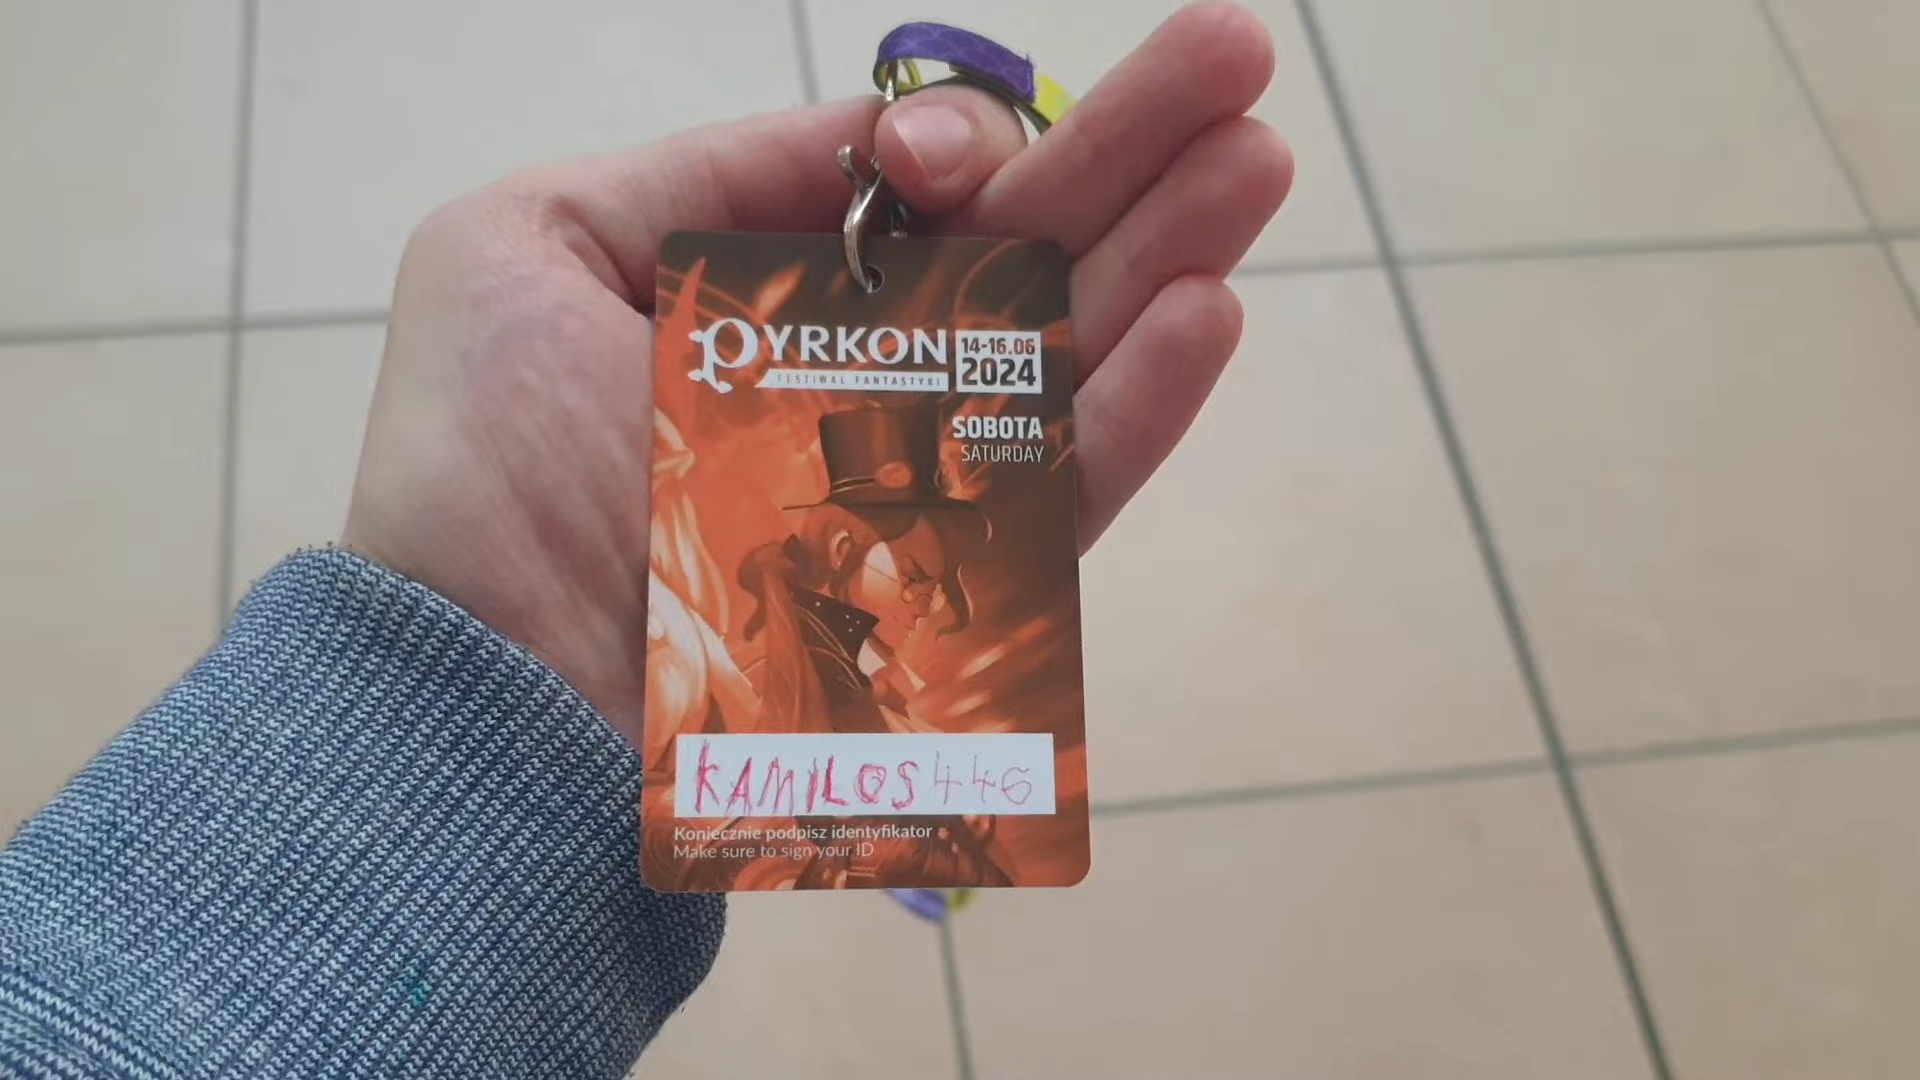 PYRKON
FESTIWAL FANTASTYKI
14-16.06
2024
SOBOTA
SATURDAY
KAMILOS446
Koniecznie podpisz identyfikator
Make sure to sign your ID